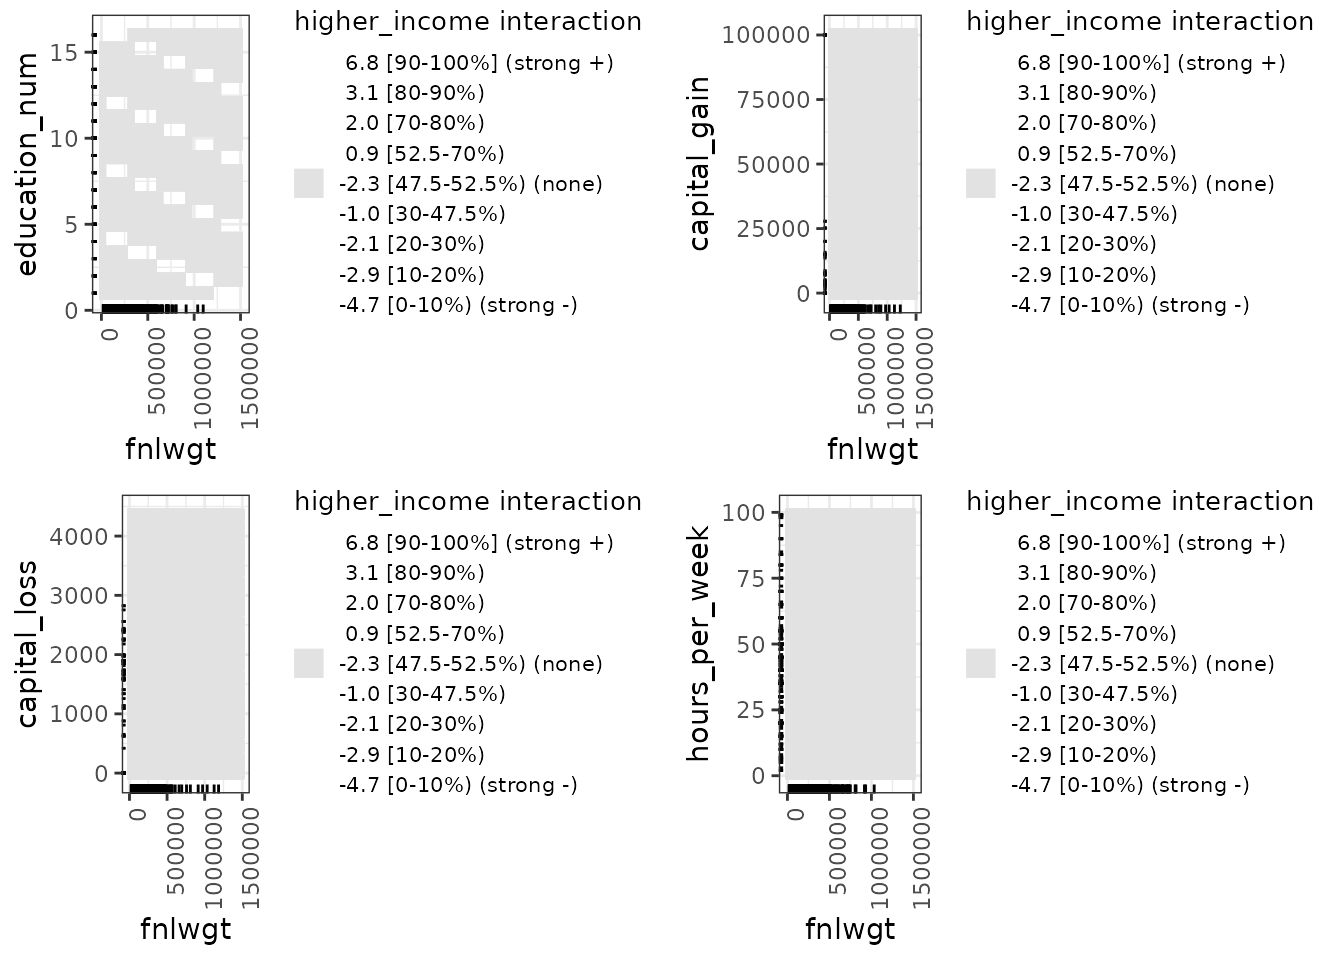 higher_income interaction
6.8 [90-100%] (strong +)
3.1 [80-90%)
2.0 [70-80%)
0.9 [52.5-70%)
-2.3 [47.5-52.5%) (none)
-1.0 [30-47.5%)
-2.1 [20-30%)
-2.9 [10-20%)
-4.7 [0-10%) (strong -)
education_num
15
10
5
0
0
500000
1000000
1500000
fnlwgt
higher_income interaction
6.8 [90-100%] (strong +)
3.1 [80-90%)
2.0 [70-80%)
0.9 [52.5-70%)
-2.3 [47.5-52.5%) (none)
-1.0 [30-47.5%)
-2.1 [20-30%)
-2.9 [10-20%)
-4.7 [0-10%) (strong -)
capital_gain
100000
75000
50000
25000
0
0
500000
1000000
1500000
fnlwgt
higher_income interaction
6.8 [90-100%] (strong +)
3.1 [80-90%)
2.0 [70-80%)
0.9 [52.5-70%)
-2.3 [47.5-52.5%) (none)
-1.0 [30-47.5%)
-2.1 [20-30%)
-2.9 [10-20%)
-4.7 [0-10%) (strong -)
capital_loss
4000
3000
2000
1000
0
0
500000
1000000
1500000
fnlwgt
higher_income interaction
6.8 [90-100%] (strong +)
3.1 [80-90%)
2.0 [70-80%)
0.9 [52.5-70%)
-2.3 [47.5-52.5%) (none)
-1.0 [30-47.5%)
-2.1 [20-30%)
-2.9 [10-20%)
-4.7 [0-10%) (strong -)
hours_per_week
100
75
50
25
0
0
500000
1000000
1500000
fnlwgt